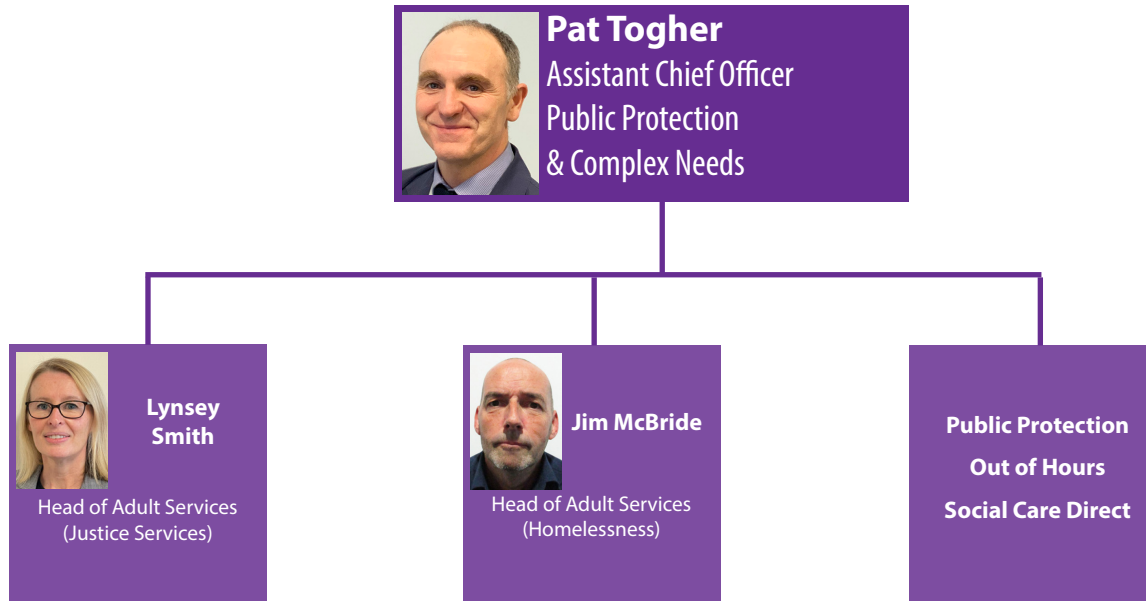 Pat Togher
Assistant Chief Officer
Public Protection
& Complex Needs
Lynsey
Smith
Head of Adult Services
(Justice Services)
Jim McBride
Head of Adult Services
(Homelessness)
Public Protection
Out of Hours
Social Care Direct